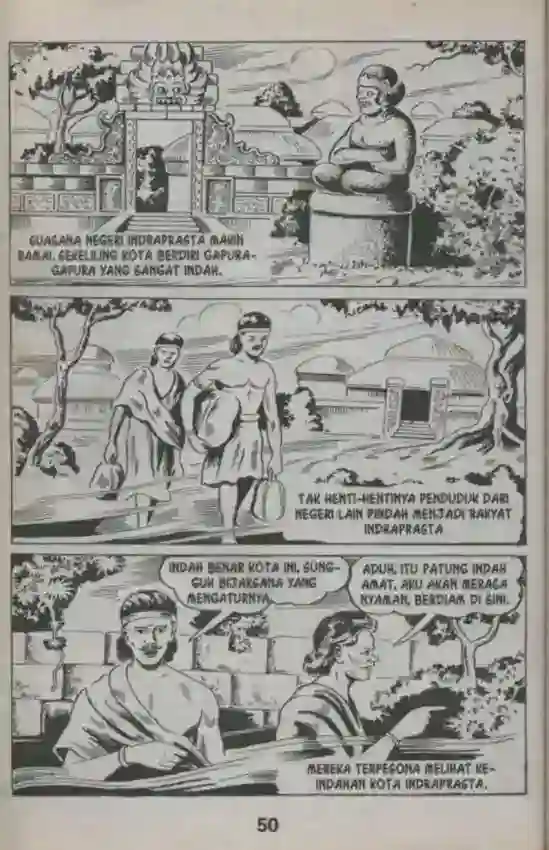 SUASANA NEGERI INDRAPRASTA MAKIN
RAMAI. SEKELILING KOTA BERDIRI GAPURA-
GAPURA YANG SANGAT INDAH.
TAK HENTI-HENTINYA PENDUDUK DARI
NEGERI LAIN PINDAH MENJADI RAKYAT
INDRAPRASTA
INDAH BENAR KOTA INI, SUNG-
GUH BIJAKSANA YANG
MENGATURNYA.
ADUH, ITU PATUNG INDAH
AMAT, AKU AKAN MERASA
NYAMAN, BERDIAM DI SINI.
MEREKA TERPESONA MELIHAT KE-
INDAHAN KOTA INDRAPRASTA.
50